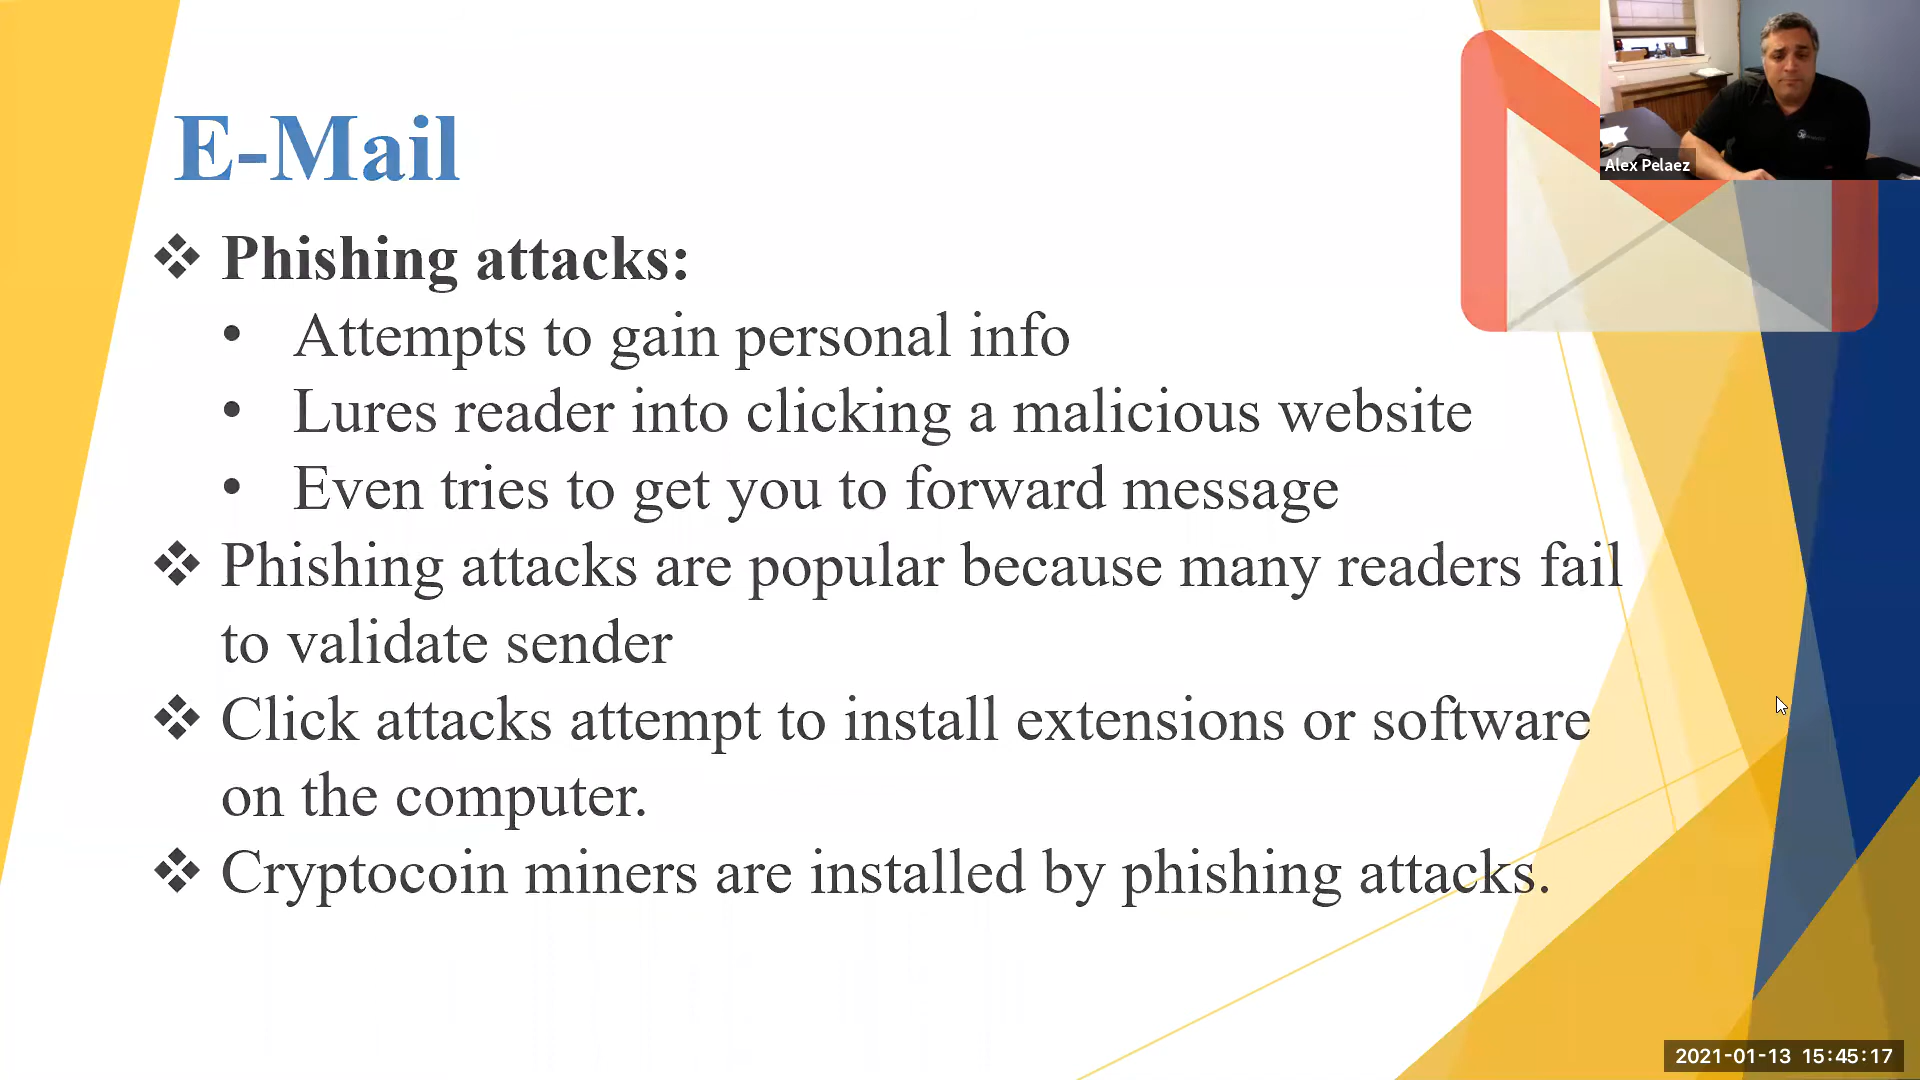 E-Mail
❖ Phishing attacks:
• Attempts to gain personal info
• Lures reader into clicking a malicious website
• Even tries to get you to forward message
❖ Phishing attacks are popular because many readers fail
to validate sender
❖ Click attacks attempt to install extensions or software
on the computer.
❖ Cryptocoin miners are installed by phishing attacks.
Alex Pelaez
2021-01-13 15:45:17